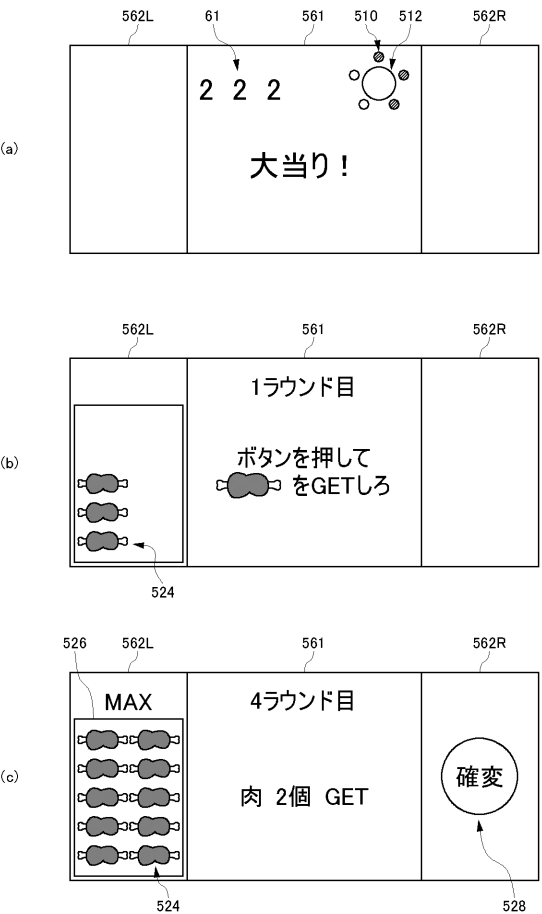 562L 61 561 510 512 562R
(a)
2 2 2
大当り！
562L 561 562R
(b)
1ラウンド目
ボタンを押して
をGETしろ
524
526 562L 561 562R
(c)
MAX
4ラウンド目
肉 2個 GET
確変
524 528